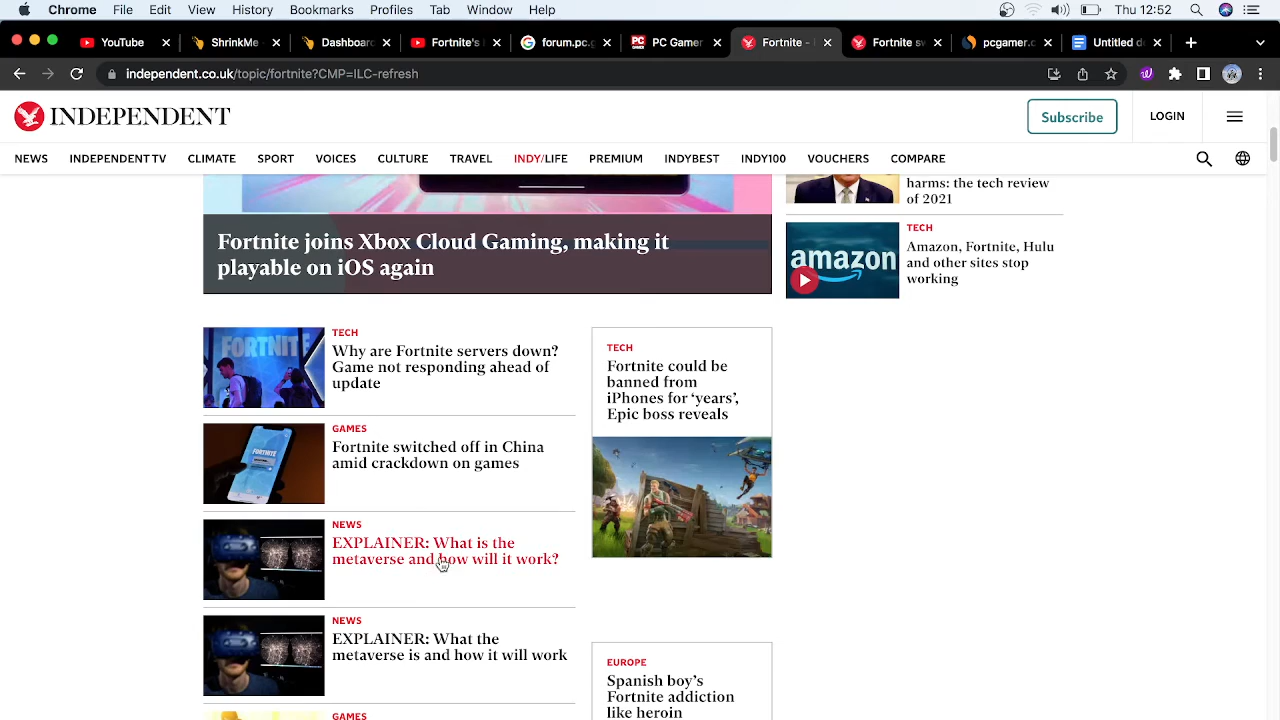 Chrome File Edit View History Bookmarks Profiles Tab Window Help Thu 12:52
YouTube ShrinkMe Dashboar Fortnite's i forum.pc.g PC Gamer Fortnite - Fortnite sv pcgamer.c Untitled d
independent.co.uk/topic/fortnite?CMP=ILC-refresh
INDEPENDENT Subscribe LOGIN
NEWS INDEPENDENT TV CLIMATE SPORT VOICES CULTURE TRAVEL INDY/LIFE PREMIUM INDYBEST INDY100 VOUCHERS COMPARE
Fortnite joins Xbox Cloud Gaming, making it
playable on iOS again
harms: the tech review
of 2021
amazon
TECH
Amazon, Fortnite, Hulu
and other sites stop
working
FORTNITE
TECH
Why are Fortnite servers down?
Game not responding ahead of
update
FORTNITE
GAMES
Fortnite switched off in China
amid crackdown on games
NEWS
EXPLAINER: What is the
metaverse and how will it work?
NEWS
EXPLAINER: What the
metaverse is and how it will work
GAMES
TECH
Fortnite could be
banned from
iPhones for ‘years’,
Epic boss reveals
EUROPE
Spanish boy’s
Fortnite addiction
like heroin